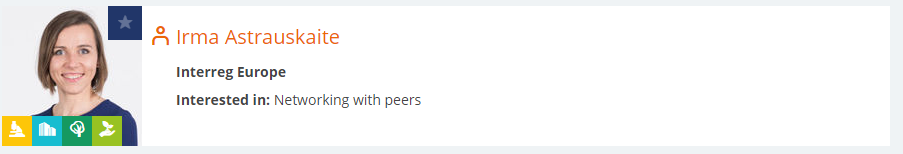 Irma Astrauskaite
Interreg Europe
Interested in: Networking with peers